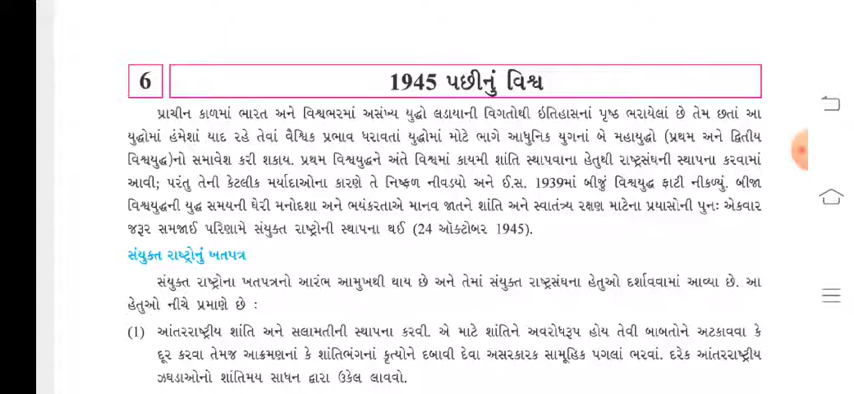 6
1945 પછીનું વિશ્વ
પ્રાચીન કાળમાં ભારત અને વિશ્વભરમાં અસંખ્ય યુદ્ધો લડાયાની વિગતોથી ઇતિહાસનાં પૃષ્ઠ ભરાયેલાં છે તેમ છતાં આ
યુદ્ધોમાં હંમેશાં યાદ રહે તેવાં વૈશ્વિક પ્રભાવ ધરાવતાં યુદ્ધોમાં મોટે ભાગે આધુનિક યુગનાં બે મહાયુદ્ધો (પ્રથમ અને દ્વિતીય
વિશ્વયુદ્ધ)નો સમાવેશ કરી શકાય. પ્રથમ વિશ્વયુદ્ધને અંતે વિશ્વમાં કાયમી શાંતિ સ્થાપવાના હેતુથી રાષ્ટ્રસંઘની સ્થાપના કરવામાં
આવી; પરંતુ તેની કેટલીક મર્યાદાઓના કારણે તે નિષ્ફળ નીવડયો અને ઈ.સ. 1939માં બીજું વિશ્વયુદ્ધ ફાટી નીકળ્યું. બીજા
વિશ્વયુદ્ધની યુદ્ધ સમયની ઘેરી મનોદશા અને ભયંકરતાએ માનવ જાતને શાંતિ અને સ્વાતંત્ર્ય રક્ષણ માટેના પ્રયાસોની પુનઃ એકવાર
જરૂર સમજાઈ પરિણામે સંયુક્ત રાષ્ટ્રોની સ્થાપના થઈ (24 ઑક્ટોબર 1945).
સંયુક્ત રાષ્ટ્રોનું ખતપત્ર
સંયુક્ત રાષ્ટ્રોના ખતપત્રનો આરંભ આમુખથી થાય છે અને તેમાં સંયુક્ત રાષ્ટ્રસંઘના હેતુઓ દર્શાવવામાં આવ્યા છે. આ
હેતુઓ નીચે પ્રમાણે છે :
(1) આંતરરાષ્ટ્રીય શાંતિ અને સલામતીની સ્થાપના કરવી. એ માટે શાંતિને અવરોધરૂપ હોય તેવી બાબતોને અટકાવવા કે
દૂર કરવા તેમજ આક્રમણનાં કે શાંતિભંગનાં કૃત્યોને દબાવી દેવા અસરકારક સામૂહિક પગલાં ભરવાં. દરેક આંતરરાષ્ટ્રીય
ઝઘડાઓનો શાંતિમય સાધન દ્વારા ઉકેલ લાવવો.